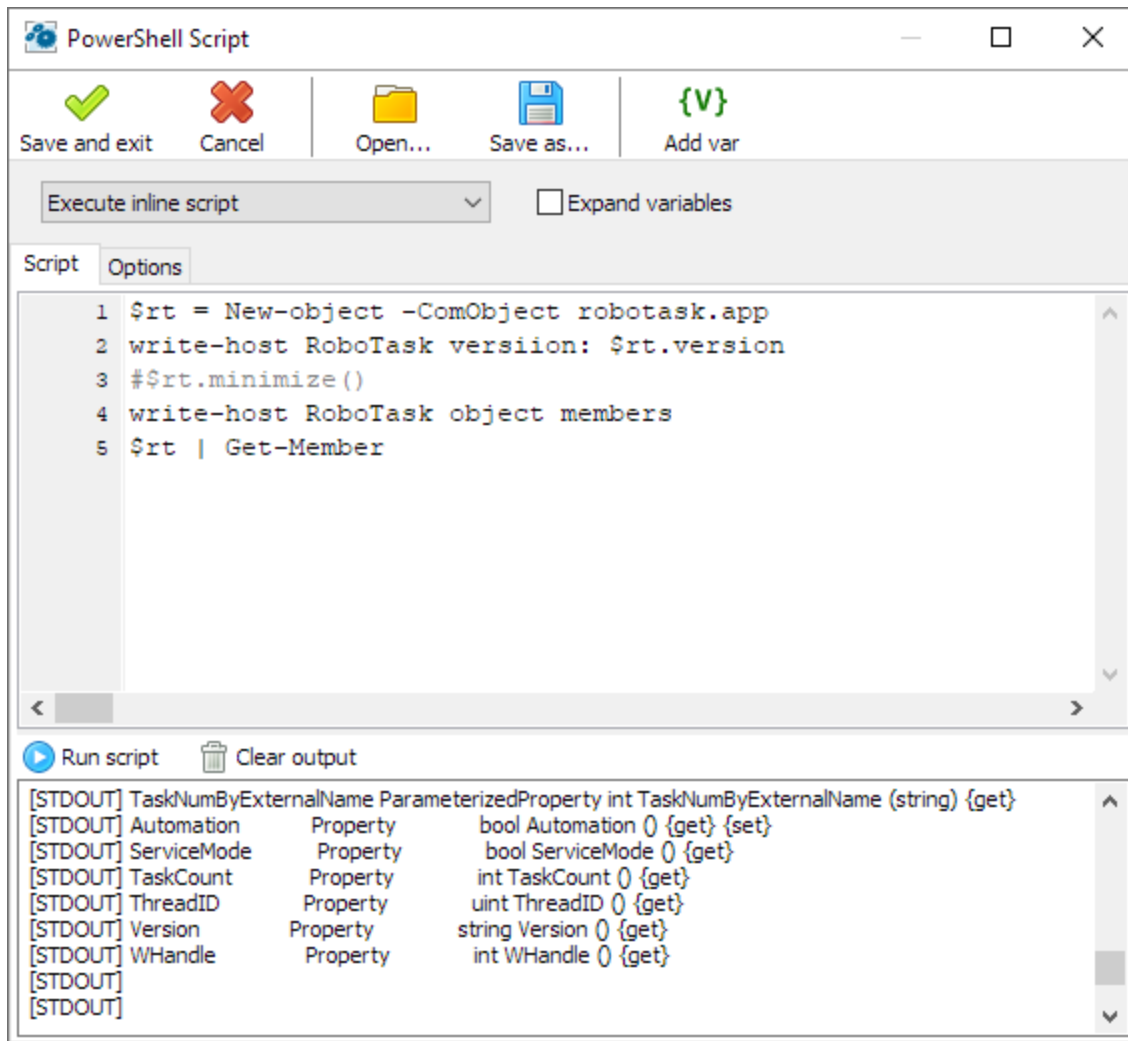 PowerShell Script
Save and exit Cancel Open... Save as... {V} Add var
Execute inline script Expand variables
Script Options
1 $rt = New-object -ComObject robotask.app
2 write-host RoboTask versiion: $rt.version
3 #$rt.minimize()
4 write-host RoboTask object members
5 $rt | Get-Member
Run script Clear output
[STDOUT] TaskNumByExternalName ParameterizedProperty int TaskNumByExternalName (string) {get}
[STDOUT] Automation Property bool Automation () {get} {set}
[STDOUT] ServiceMode Property bool ServiceMode () {get}
[STDOUT] TaskCount Property int TaskCount () {get}
[STDOUT] ThreadID Property uint ThreadID () {get}
[STDOUT] Version Property string Version () {get}
[STDOUT] WHandle Property int WHandle () {get}
[STDOUT]
[STDOUT]